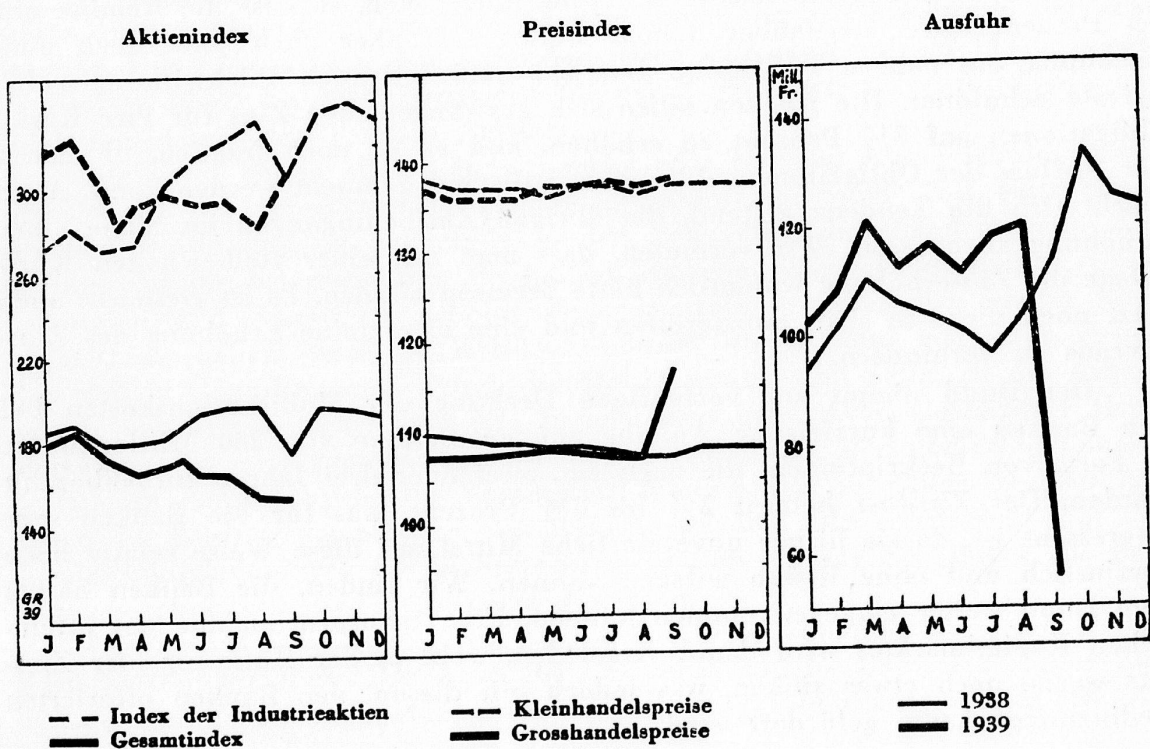 Aktienindex
Preisindex
Ausfuhr
300
260
220
180
140
GR
39
J F M A M J J A S O N D
140
130
120
110
100
J F M A M J J A S O N D
Mill.
Fr.
140
120
100
80
60
J F M A M J J A S O N D
Index der Industrieaktien
Gesamtindex
Kleinhandelspreise
Grosshandelspreise
1938
1939